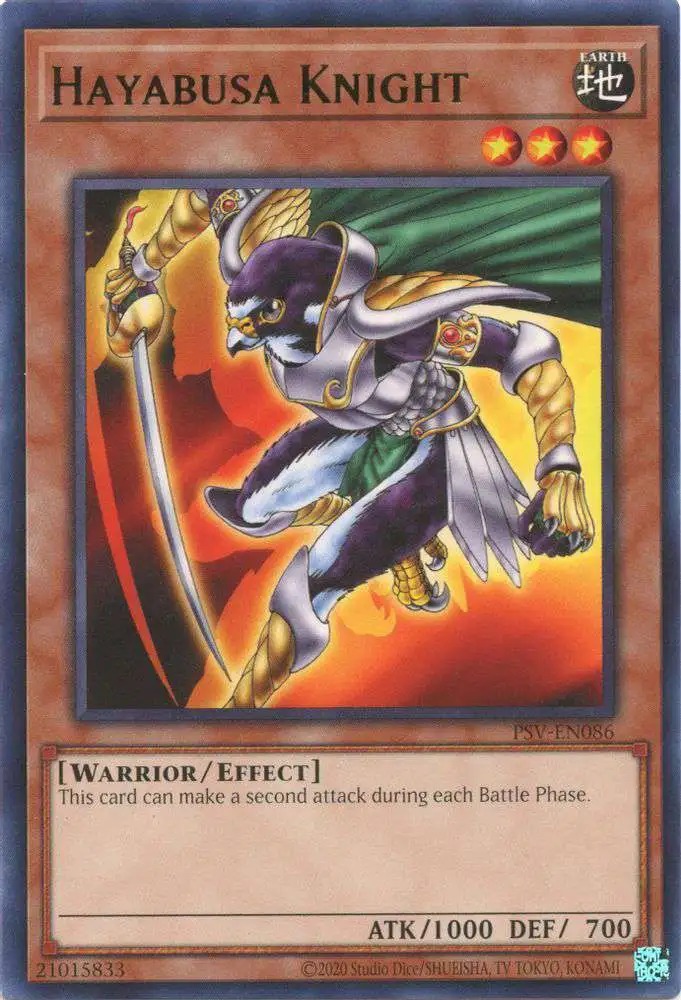 HAYABUSA KNIGHT
EARTH
地
PSV-EN086
[WARRIOR/EFFECT]
This card can make a second attack during each Battle Phase.
ATK/1000 DEF/ 700
21015833
©2020 Studio Dice/SHUEISHA, TV TOKYO, KONAMI